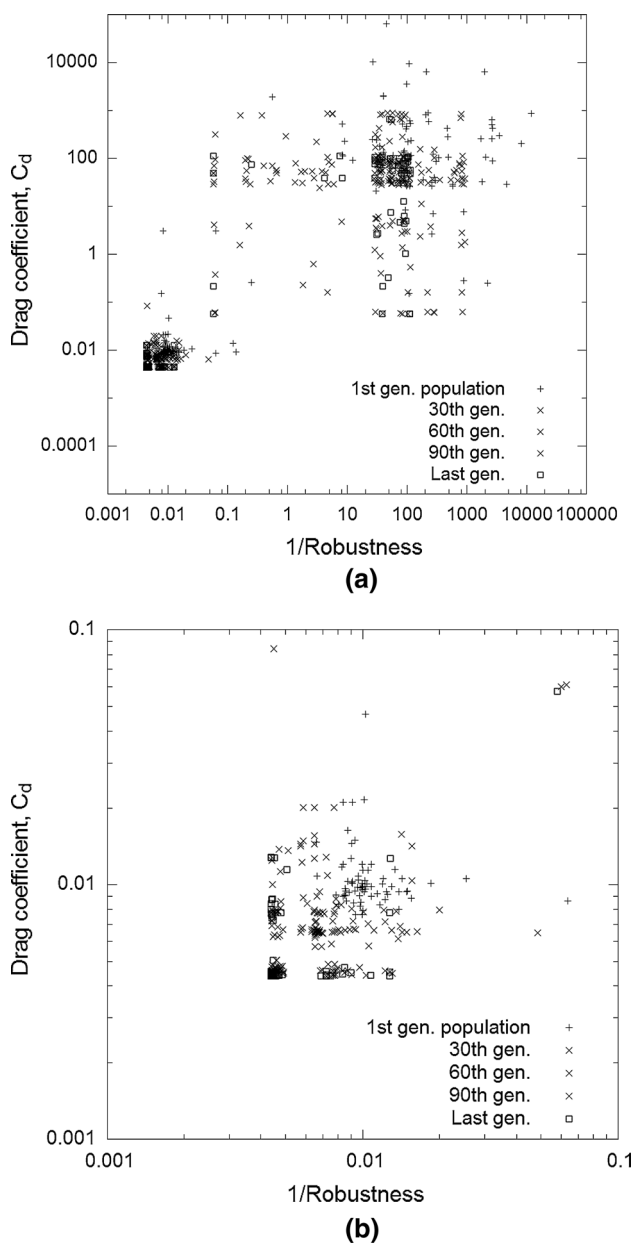 10000
100
1
0.01
0.0001
Drag coefficient, Cd
1st gen. population
30th gen.
60th gen.
90th gen.
Last gen.
0.001 0.01 0.1 1 10 100 1000 10000 100000
1/Robustness
(a)
0.1
0.01
0.001
Drag coefficient, Cd
1st gen. population
30th gen.
60th gen.
90th gen.
Last gen.
0.001 0.01 0.1
1/Robustness
(b)